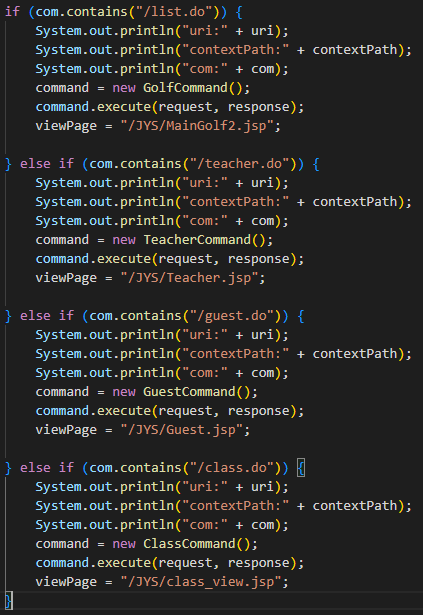 if (com.contains("/list.do")) {
System.out.println("uri:" + uri);
System.out.println("contextPath:" + contextPath);
System.out.println("com:" + com);
command = new GolfCommand();
command.execute(request, response);
viewPage = "/JYS/MainGolf2.jsp";
} else if (com.contains("/teacher.do")) {
System.out.println("uri:" + uri);
System.out.println("contextPath:" + contextPath);
System.out.println("com:" + com);
command = new TeacherCommand();
command.execute(request, response);
viewPage = "/JYS/Teacher.jsp";
} else if (com.contains("/guest.do")) {
System.out.println("uri:" + uri);
System.out.println("contextPath:" + contextPath);
System.out.println("com:" + com);
command = new GuestCommand();
command.execute(request, response);
viewPage = "/JYS/Guest.jsp";
} else if (com.contains("/class.do")) {
System.out.println("uri:" + uri);
System.out.println("contextPath:" + contextPath);
System.out.println("com:" + com);
command = new ClassCommand();
command.execute(request, response);
viewPage = "/JYS/class_view.jsp";
}